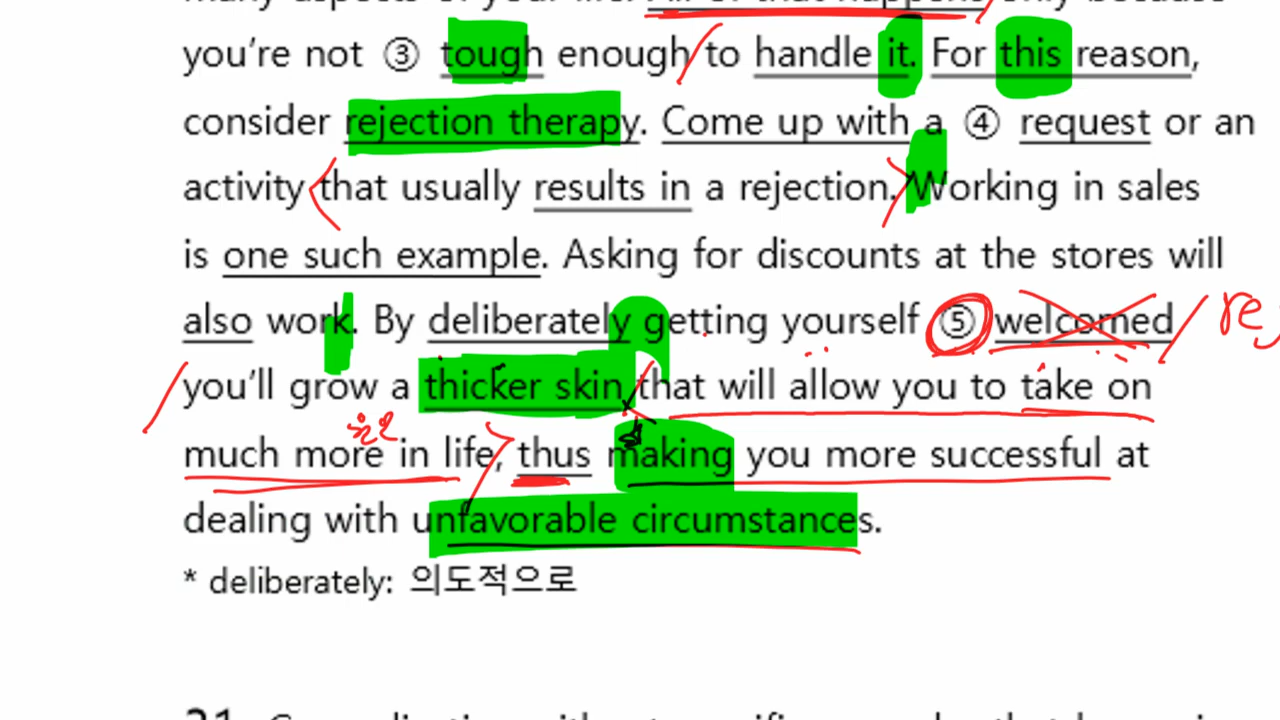 you're not ③ tough enough to handle it. For this reason,
consider rejection therapy. Come up with a ④ request or an
activity that usually results in a rejection. Working in sales
is one such example. Asking for discounts at the stores will
also work. By deliberately getting yourself ⑤ welcomed
you'll grow a thicker skin that will allow you to take on
much more in life, thus making you more successful at
dealing with unfavorable circumstances.
* deliberately: 의도적으로